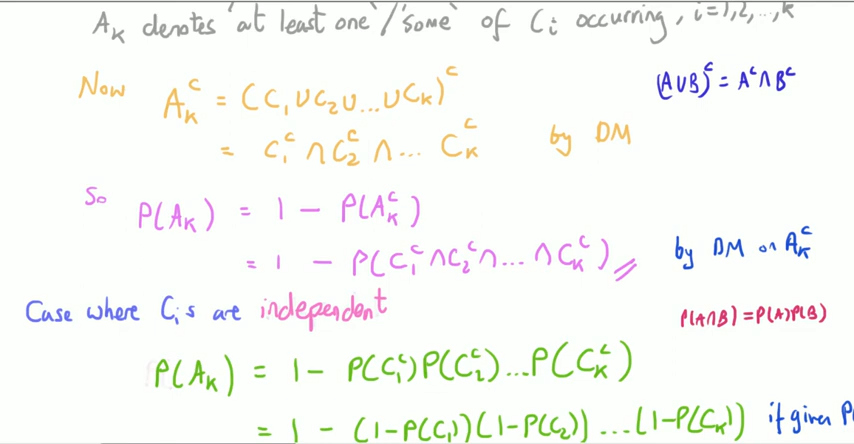 A_K denotes 'at least one' / 'some' of C_i occurring, i=1,2,...,k
Now A_K^c = (C_1 ∪ C_2 ∪ ... ∪ C_K)^c
(A∪B)^c = A^c ∩ B^c
= C_1^c ∩ C_2^c ∩ ... C_K^c by DM
So P(A_K) = 1 - P(A_K^c)
= 1 - P(C_1^c ∩ C_2^c ∩ ... ∩ C_K^c) by DM on A_K^c
Case where C_i s are independent
P(A∩B) = P(A)P(B)
P(A_K) = 1 - P(C_1^c)P(C_2^c)...P(C_K^c)
= 1 - (1-P(C_1))(1-P(C_2))...(1-P(C_K)) if given